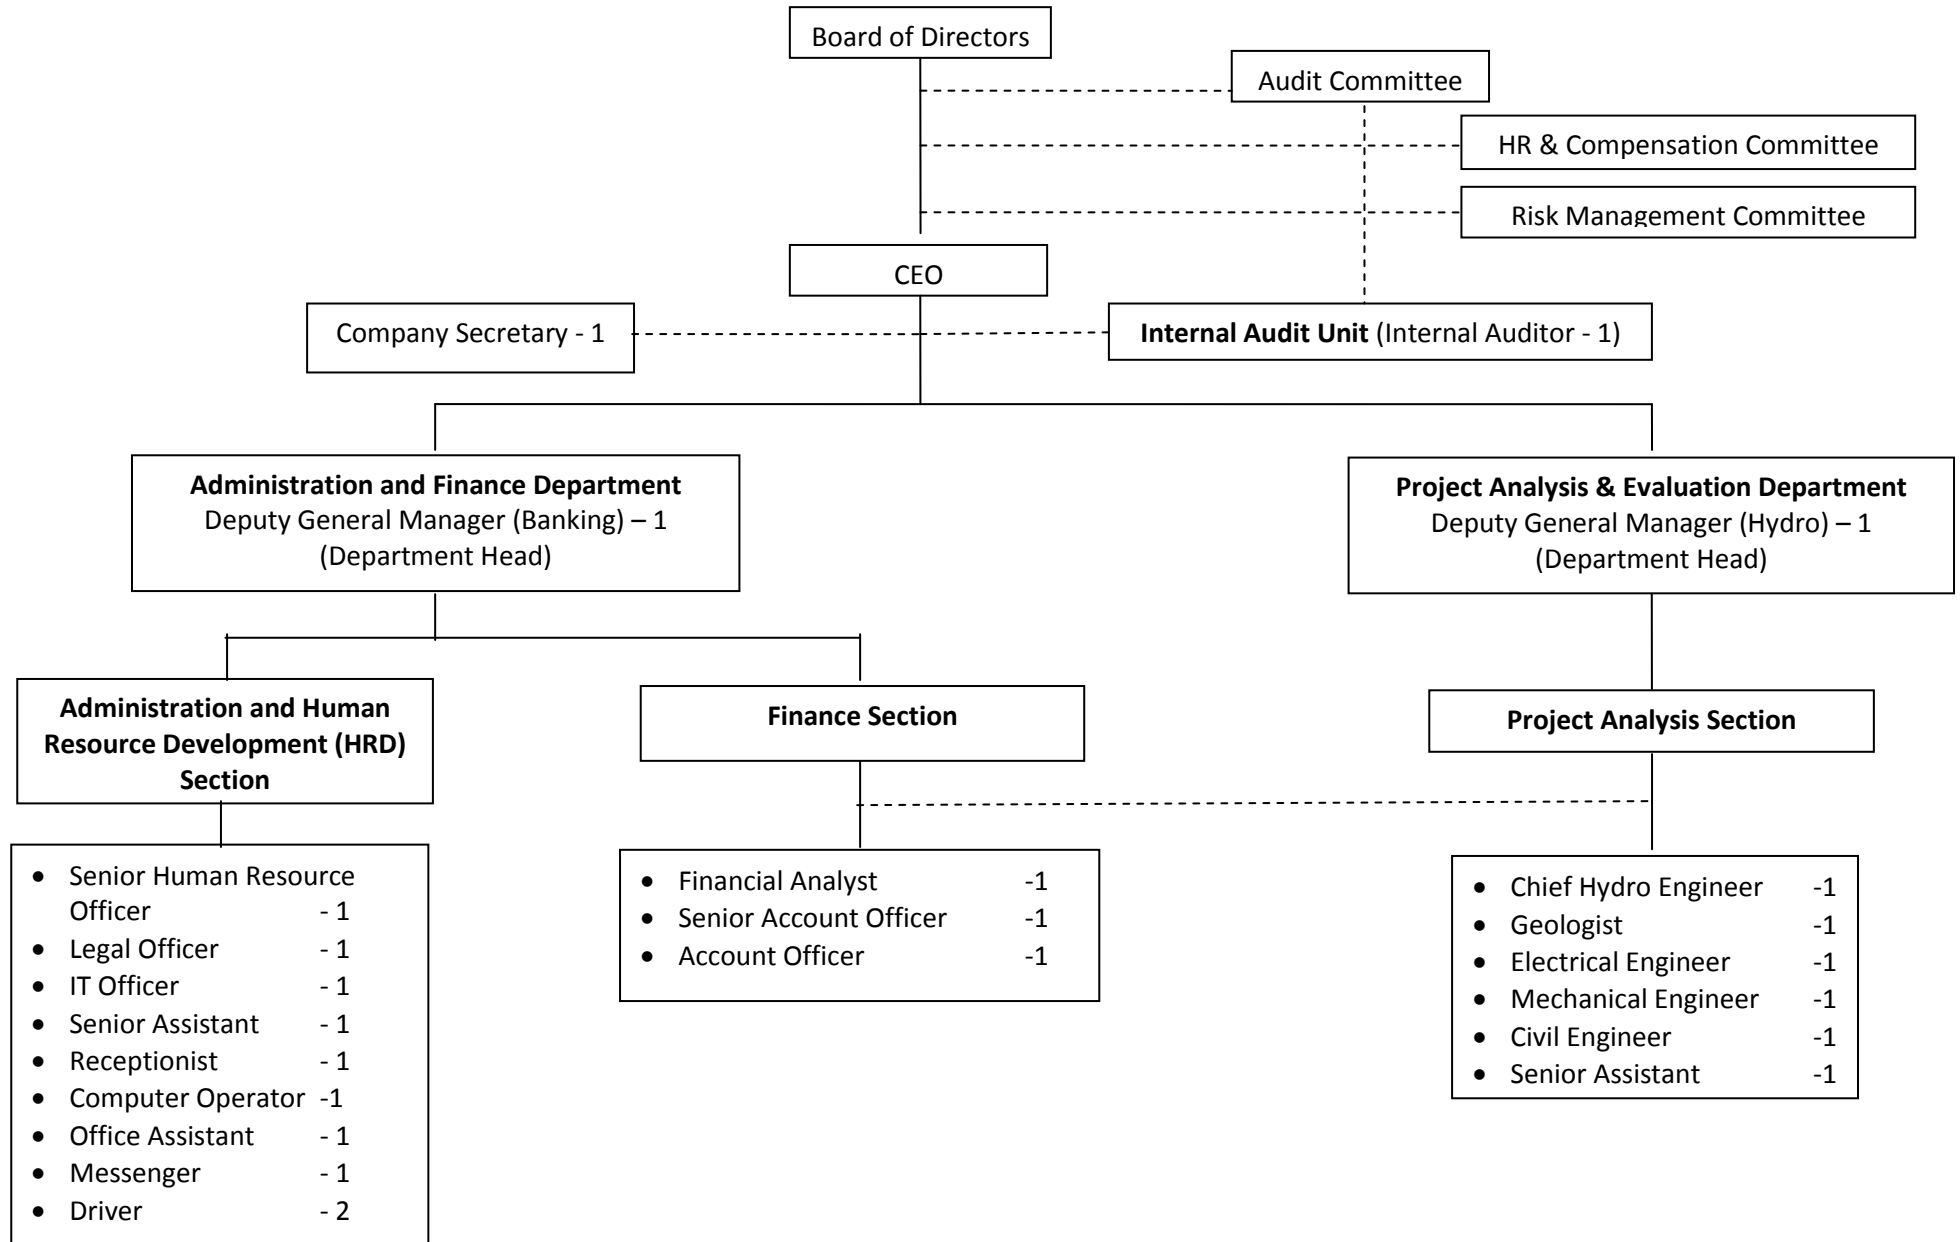 Board of Directors
Audit Committee
HR & Compensation Committee
Risk Management Committee
CEO
Company Secretary - 1
Internal Audit Unit (Internal Auditor - 1)
Administration and Finance Department
Deputy General Manager (Banking) – 1
(Department Head)
Project Analysis & Evaluation Department
Deputy General Manager (Hydro) – 1
(Department Head)
Administration and Human
Resource Development (HRD)
Section
Finance Section
Project Analysis Section
• Senior Human Resource
Officer - 1
• Legal Officer - 1
• IT Officer - 1
• Senior Assistant - 1
• Receptionist - 1
• Computer Operator -1
• Office Assistant - 1
• Messenger - 1
• Driver - 2
• Financial Analyst -1
• Senior Account Officer -1
• Account Officer -1
• Chief Hydro Engineer -1
• Geologist -1
• Electrical Engineer -1
• Mechanical Engineer -1
• Civil Engineer -1
• Senior Assistant -1